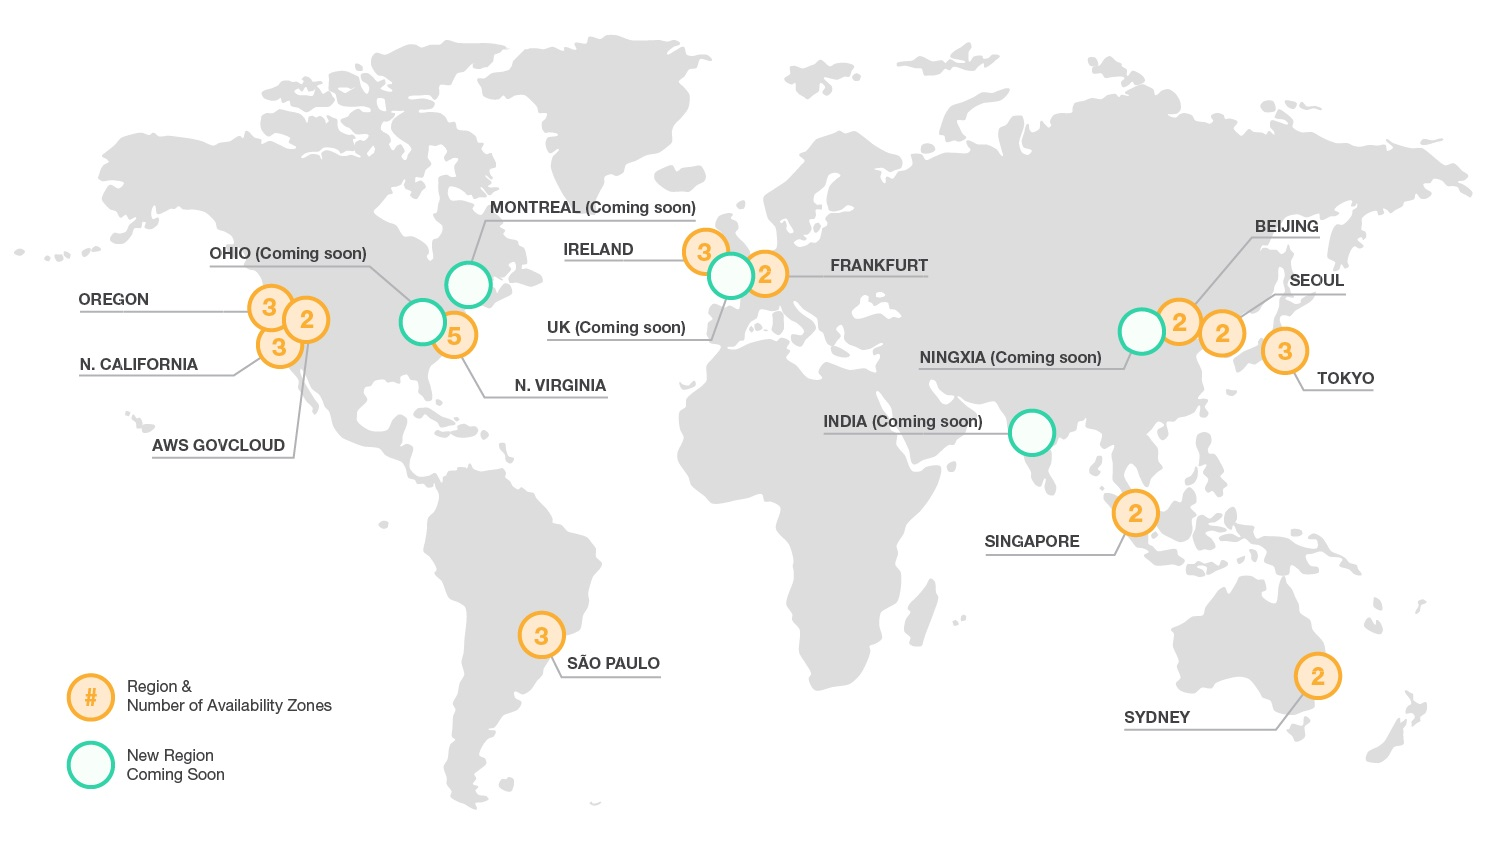 MONTREAL (Coming soon)
BEIJING
IRELAND
3
OHIO (Coming soon)
FRANKFURT
2
SEOUL
OREGON
3
2
UK (Coming soon)
2
2
5
3
NINGXIA (Coming soon)
3
N. CALIFORNIA
N. VIRGINIA
TOKYO
INDIA (Coming soon)
AWS GOVCLOUD
2
SINGAPORE
3
SÃO PAULO
2
SYDNEY
#
Region &
Number of Availability Zones
New Region
Coming Soon